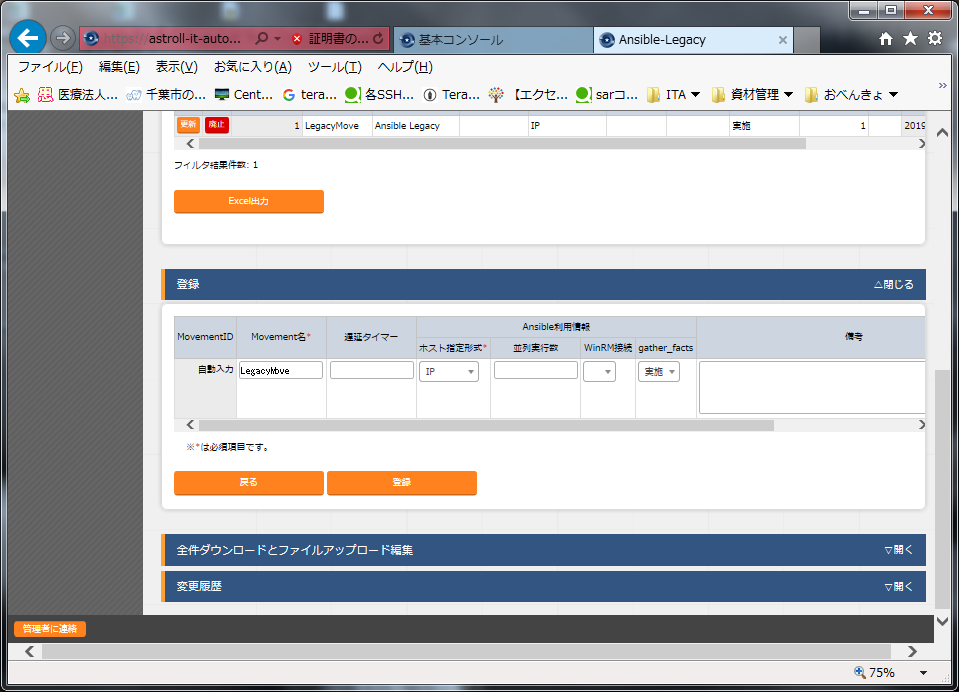 https://astroll-it-auto... 証明書の... 基本コンソール Ansible-Legacy
ファイル(F) 編集(E) 表示(V) お気に入り(A) ツール(T) ヘルプ(H)
医療法人... 千葉市の... Cent... tera... 各SSH... Tera... 【エクセ... sarコ... ITA 資材管理 おべんきょ
更新 廃止 1 LegacyMove Ansible Legacy IP 実施 1 2019
フィルタ結果件数: 1
Excel出力
登録 △閉じる
Ansible利用情報
MovementID Movement名* 遅延タイマー 備考
ホスト指定形式* 並列実行数 WinRM接続 gather_facts
自動入力 LegacyMove IP 実施
※*は必須項目です。
戻る 登録
全件ダウンロードとファイルアップロード編集 ▽開く
変更履歴 ▽開く
管理者に連絡
75%